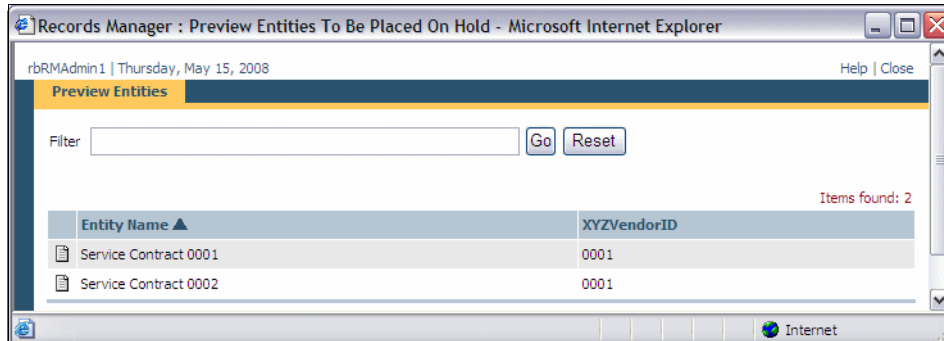 Records Manager : Preview Entities To Be Placed On Hold - Microsoft Internet Explorer
rbRMAdmin1 | Thursday, May 15, 2008 Help | Close
Preview Entities
Filter Go Reset
Items found: 2
Entity Name XYZVendorID
Service Contract 0001 0001
Service Contract 0002 0001
Internet